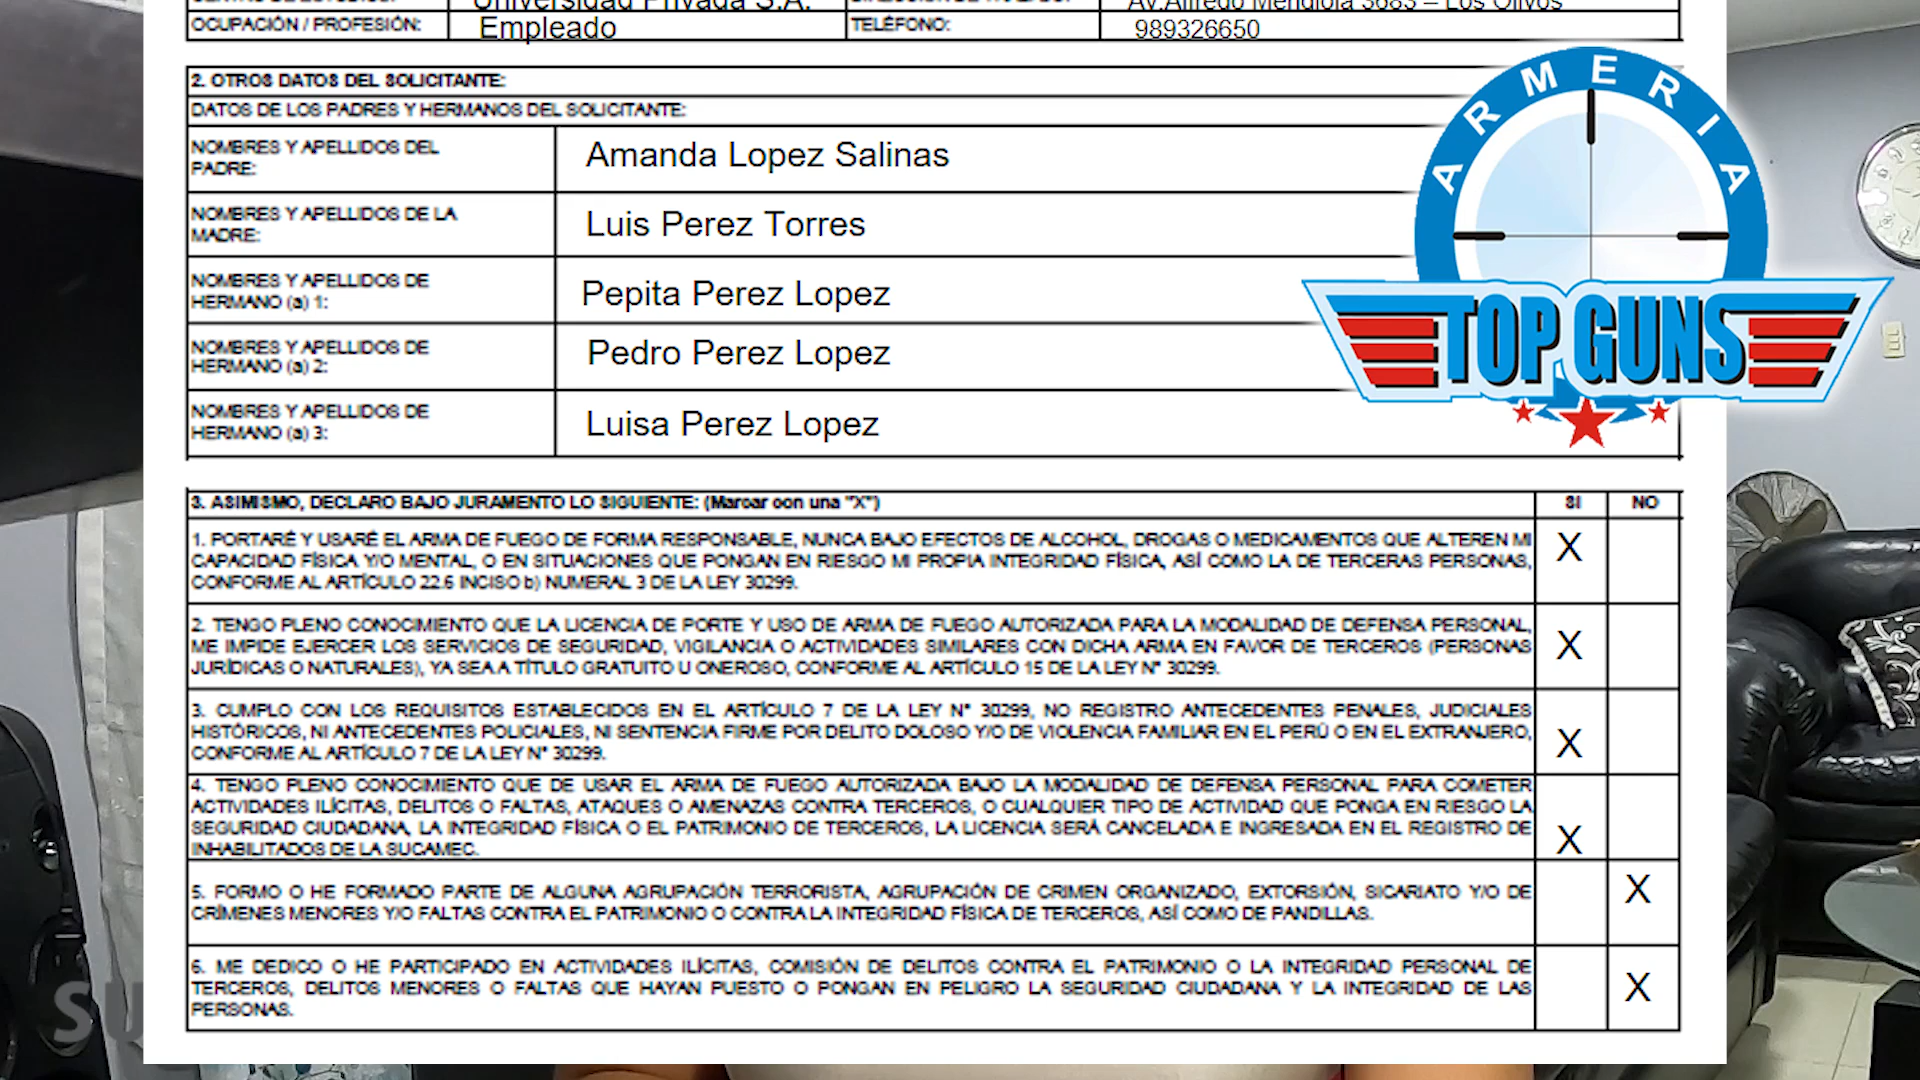 Universidad Privada S.A.
Av.Alfredo Mendiola 3683 – Los Olivos
OCUPACIÓN / PROFESIÓN: Empleado TELÉFONO: 989326650
2. OTROS DATOS DEL SOLICITANTE:
DATOS DE LOS PADRES Y HERMANOS DEL SOLICITANTE:
NOMBRES Y APELLIDOS DEL
PADRE:
Amanda Lopez Salinas
NOMBRES Y APELLIDOS DE LA
MADRE:
Luis Perez Torres
NOMBRES Y APELLIDOS DE
HERMANO (a) 1:
Pepita Perez Lopez
NOMBRES Y APELLIDOS DE
HERMANO (a) 2:
Pedro Perez Lopez
NOMBRES Y APELLIDOS DE
HERMANO (a) 3:
Luisa Perez Lopez
ARMERIA
TOP GUNS
3. ASIMISMO, DECLARO BAJO JURAMENTO LO SIGUIENTE: (Marcar con una "X") SI NO
1. PORTARÉ Y USARÉ EL ARMA DE FUEGO DE FORMA RESPONSABLE, NUNCA BAJO EFECTOS DE ALCOHOL, DROGAS O MEDICAMENTOS QUE ALTEREN MI
CAPACIDAD FÍSICA Y/O MENTAL, O EN SITUACIONES QUE PONGAN EN RIESGO MI PROPIA INTEGRIDAD FÍSICA, ASÍ COMO LA DE TERCERAS PERSONAS,
CONFORME AL ARTÍCULO 22.6 INCISO b) NUMERAL 3 DE LA LEY 30299.
X
2. TENGO PLENO CONOCIMIENTO QUE LA LICENCIA DE PORTE Y USO DE ARMA DE FUEGO AUTORIZADA PARA LA MODALIDAD DE DEFENSA PERSONAL,
ME IMPIDE EJERCER LOS SERVICIOS DE SEGURIDAD, VIGILANCIA O ACTIVIDADES SIMILARES CON DICHA ARMA EN FAVOR DE TERCEROS (PERSONAS
JURÍDICAS O NATURALES), YA SEA A TÍTULO GRATUITO U ONEROSO, CONFORME AL ARTÍCULO 15 DE LA LEY N° 30299.
X
3. CUMPLO CON LOS REQUISITOS ESTABLECIDOS EN EL ARTÍCULO 7 DE LA LEY N° 30299, NO REGISTRO ANTECEDENTES PENALES, JUDICIALES
HISTÓRICOS, NI ANTECEDENTES POLICIALES, NI SENTENCIA FIRME POR DELITO DOLOSO Y/O DE VIOLENCIA FAMILIAR EN EL PERÚ O EN EL EXTRANJERO,
CONFORME AL ARTÍCULO 7 DE LA LEY N° 30299.
X
4. TENGO PLENO CONOCIMIENTO QUE DE USAR EL ARMA DE FUEGO AUTORIZADA BAJO LA MODALIDAD DE DEFENSA PERSONAL PARA COMETER
ACTIVIDADES ILÍCITAS, DELITOS O FALTAS, ATAQUES O AMENAZAS CONTRA TERCEROS, O CUALQUIER TIPO DE ACTIVIDAD QUE PONGA EN RIESGO LA
SEGURIDAD CIUDADANA, LA INTEGRIDAD FÍSICA O EL PATRIMONIO DE TERCEROS, LA LICENCIA SERÁ CANCELADA E INGRESADA EN EL REGISTRO DE
INHABILITADOS DE LA SUCAMEC.
X
5. FORMO O HE FORMADO PARTE DE ALGUNA AGRUPACIÓN TERRORISTA, AGRUPACIÓN DE CRIMEN ORGANIZADO, EXTORSIÓN, SICARIATO Y/O DE
CRÍMENES MENORES Y/O FALTAS CONTRA EL PATRIMONIO O CONTRA LA INTEGRIDAD FÍSICA DE TERCEROS, ASÍ COMO DE PANDILLAS.
X
6. ME DEDICO O HE PARTICIPADO EN ACTIVIDADES ILÍCITAS, COMISIÓN DE DELITOS CONTRA EL PATRIMONIO O LA INTEGRIDAD PERSONAL DE
TERCEROS, DELITOS MENORES O FALTAS QUE HAYAN PUESTO O PONGAN EN PELIGRO LA SEGURIDAD CIUDADANA Y LA INTEGRIDAD DE LAS
PERSONAS.
X